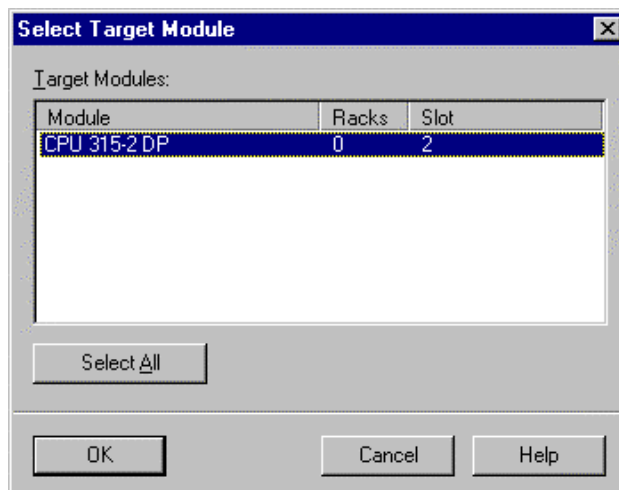 Select Target Module
Target Modules:
Module Racks Slot
CPU 315-2 DP 0 2
Select All
OK Cancel Help